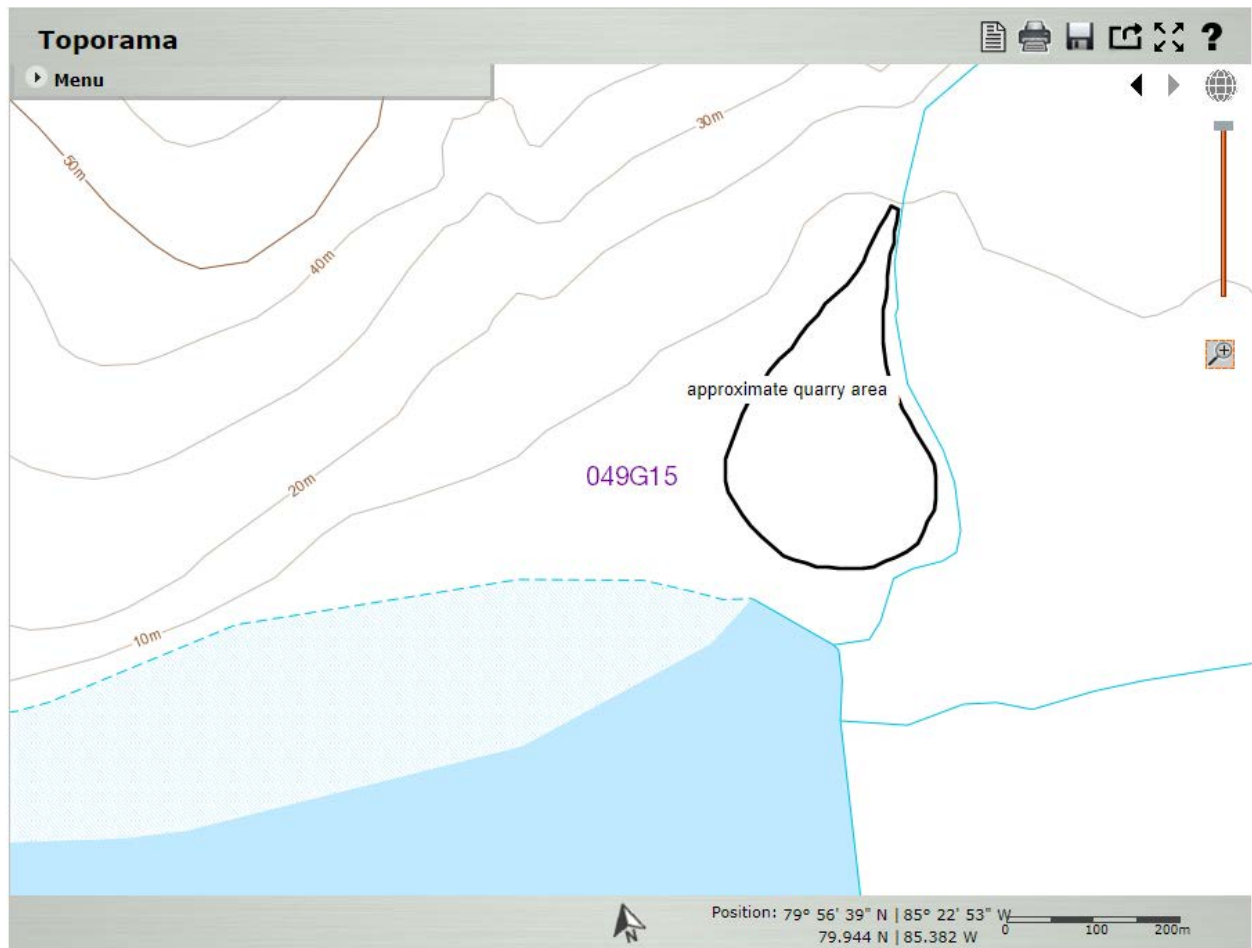 Toporama
?
Menu
30m
50m
40m
approximate quarry area
049G15
20m
10m
N
Position: 79° 56' 39" N | 85° 22' 53" W
79.944 N | 85.382 W
0 100 200m